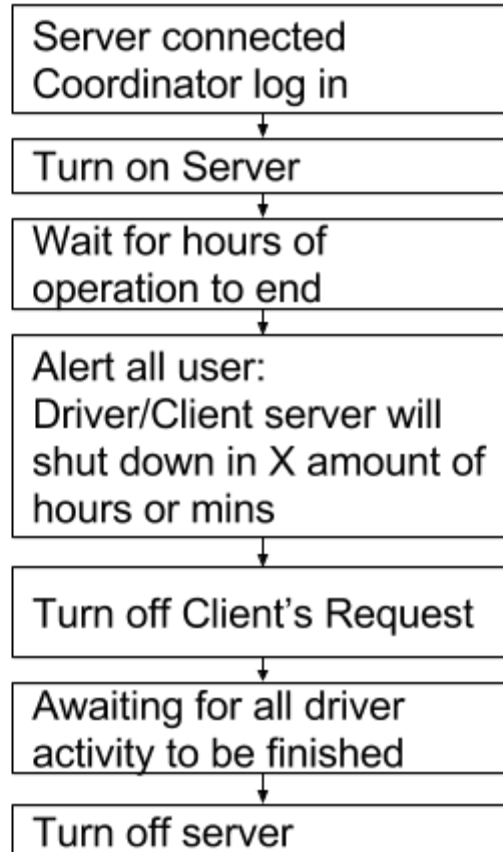 Server connected
Coordinator log in
Turn on Server
Wait for hours of
operation to end
Alert all user:
Driver/Client server will
shut down in X amount of
hours or mins
Turn off Client's Request
Awaiting for all driver
activity to be finished
Turn off server